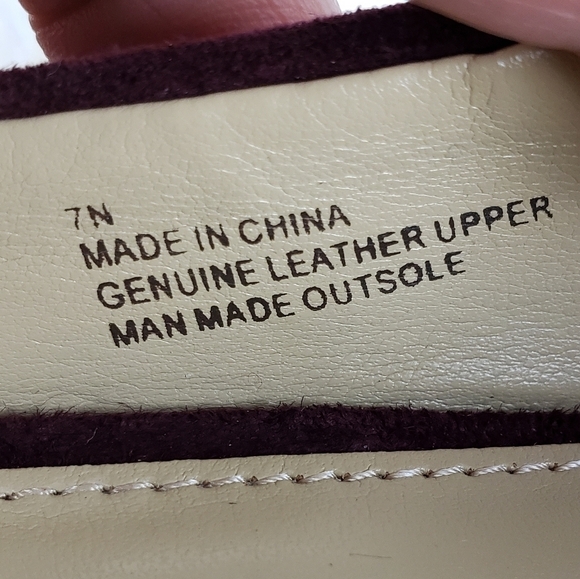 7N
MADE IN CHINA
GENUINE LEATHER UPPER
MAN MADE OUTSOLE